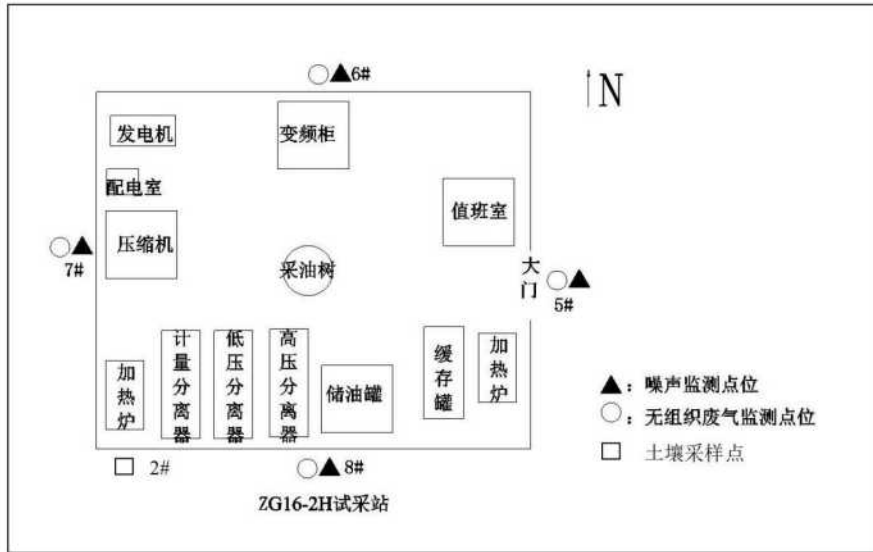 6#
N
发电机
变频柜
配电室
值班室
压缩机
7#
采油树
大门
5#
加热炉
计量分离器
低压分离器
高压分离器
储油罐
缓存罐
加热炉
▲：噪声监测点位
○：无组织废气监测点位
□ 土壤采样点
□ 2#
8#
ZG16-2H试采站